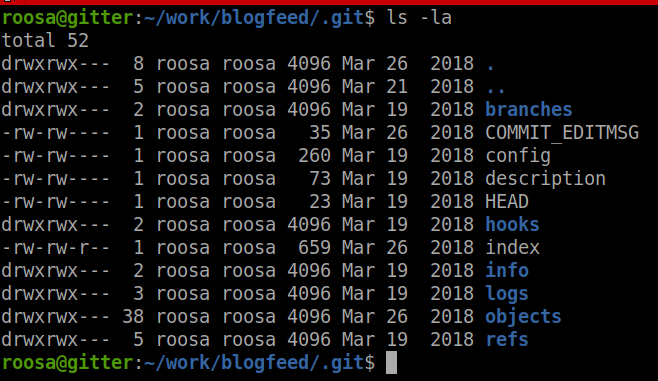 roosa@gitter:~/work/blogfeed/.git$ ls -la
total 52
drwxrwx---  8 roosa roosa 4096 Mar 26  2018 .
drwxrwx---  5 roosa roosa 4096 Mar 21  2018 ..
drwxrwx---  2 roosa roosa 4096 Mar 19  2018 branches
-rw-rw----  1 roosa roosa   35 Mar 26  2018 COMMIT_EDITMSG
-rw-rw----  1 roosa roosa  260 Mar 19  2018 config
-rw-rw----  1 roosa roosa   73 Mar 19  2018 description
-rw-rw----  1 roosa roosa   23 Mar 19  2018 HEAD
drwxrwx---  2 roosa roosa 4096 Mar 19  2018 hooks
-rw-rw-r--  1 roosa roosa  659 Mar 26  2018 index
drwxrwx---  2 roosa roosa 4096 Mar 19  2018 info
drwxrwx---  3 roosa roosa 4096 Mar 19  2018 logs
drwxrwx--- 38 roosa roosa 4096 Mar 26  2018 objects
drwxrwx---  5 roosa roosa 4096 Mar 19  2018 refs
roosa@gitter:~/work/blogfeed/.git$